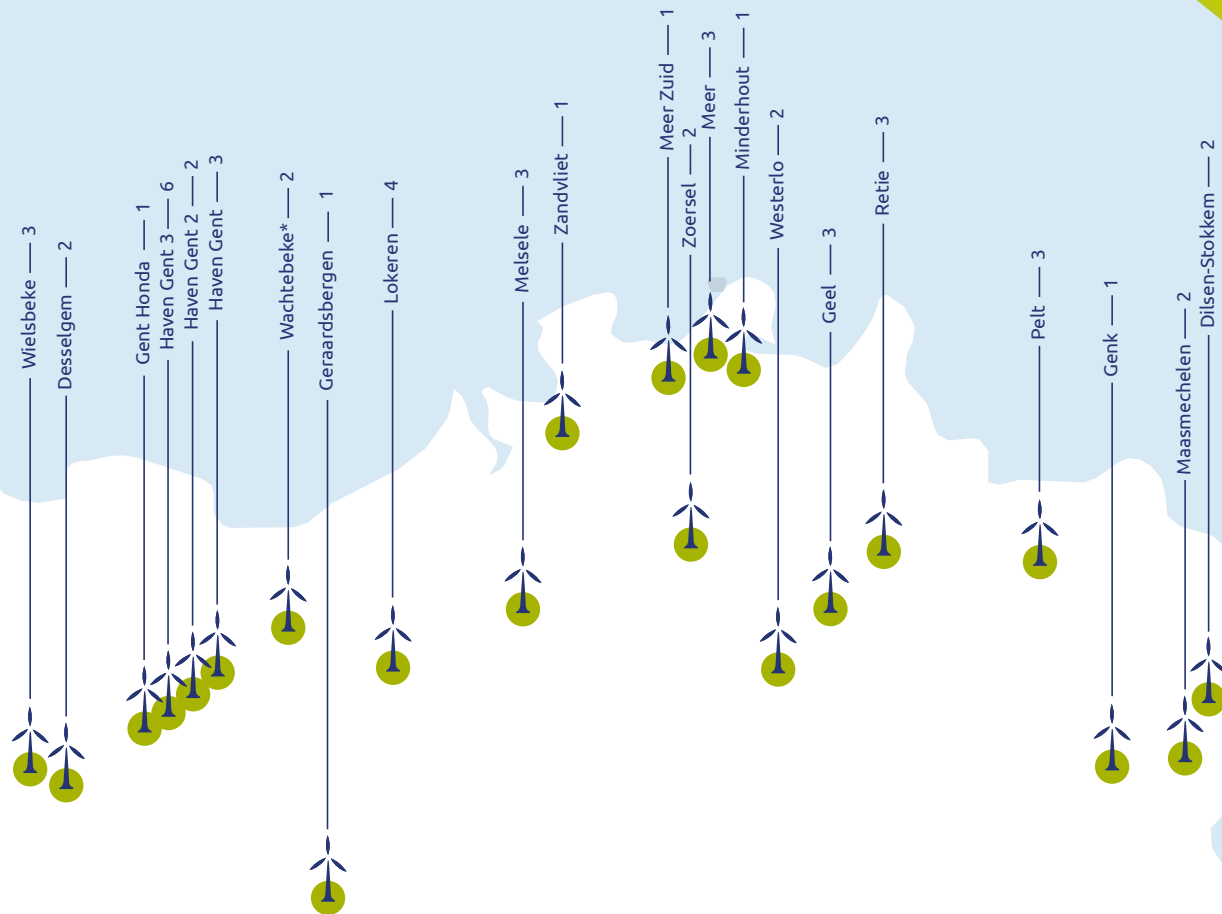 Wielsbeke — 3
Desselgem — 2
Gent Honda — 1
Haven Gent 3 — 6
Haven Gent 2 — 2
Haven Gent — 3
Wachtebeke* — 2
Geraardsbergen — 1
Lokeren — 4
Melsele — 3
Zandvliet — 1
Meer Zuid — 1
Zoersel — 2
Meer — 3
Minderhout — 1
Westerlo — 2
Geel — 3
Retie — 3
Pelt — 3
Genk — 1
Maasmechelen — 2
Dilsen-Stokkem — 2